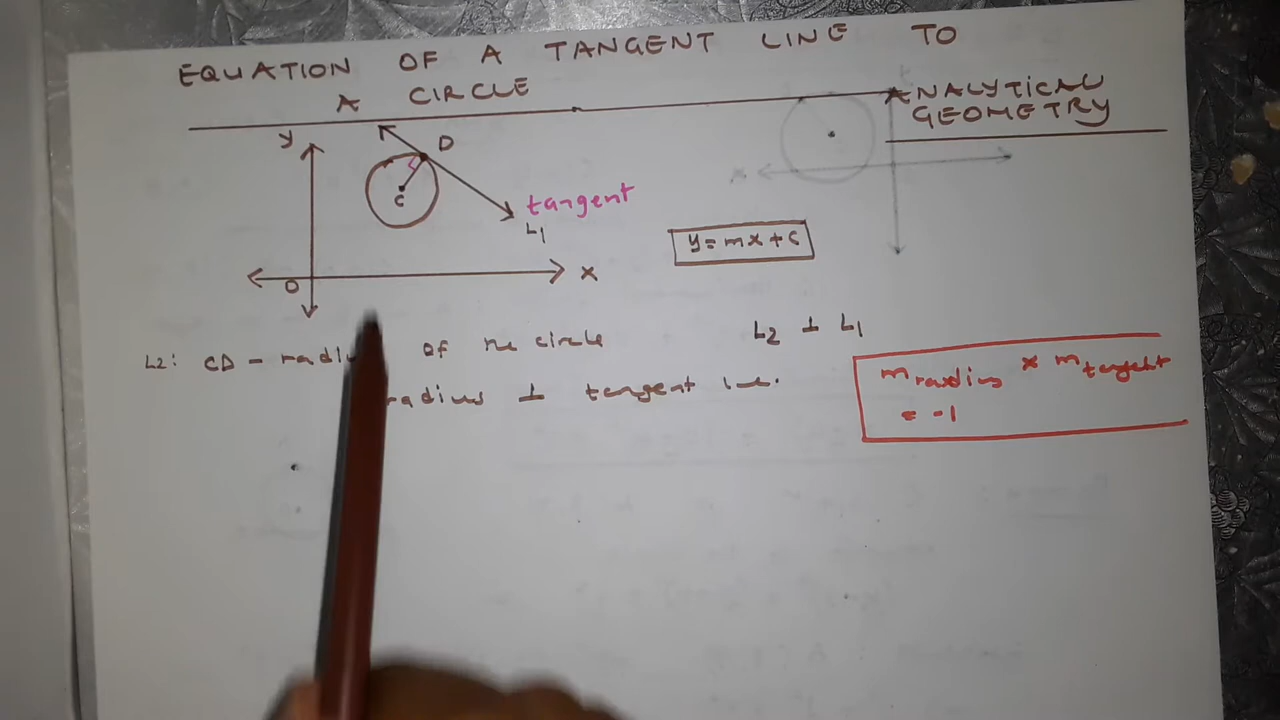 EQUATION OF A TANGENT LINE TO
A CIRCLE
ANALYTICAL
GEOMETRY
y
D
C
tangent
L1
y = mx + c
O
x
L2: CD - radius of the circle
L2 ⊥ L1
radius ⊥ tangent line.
m radius × m tangent
= -1